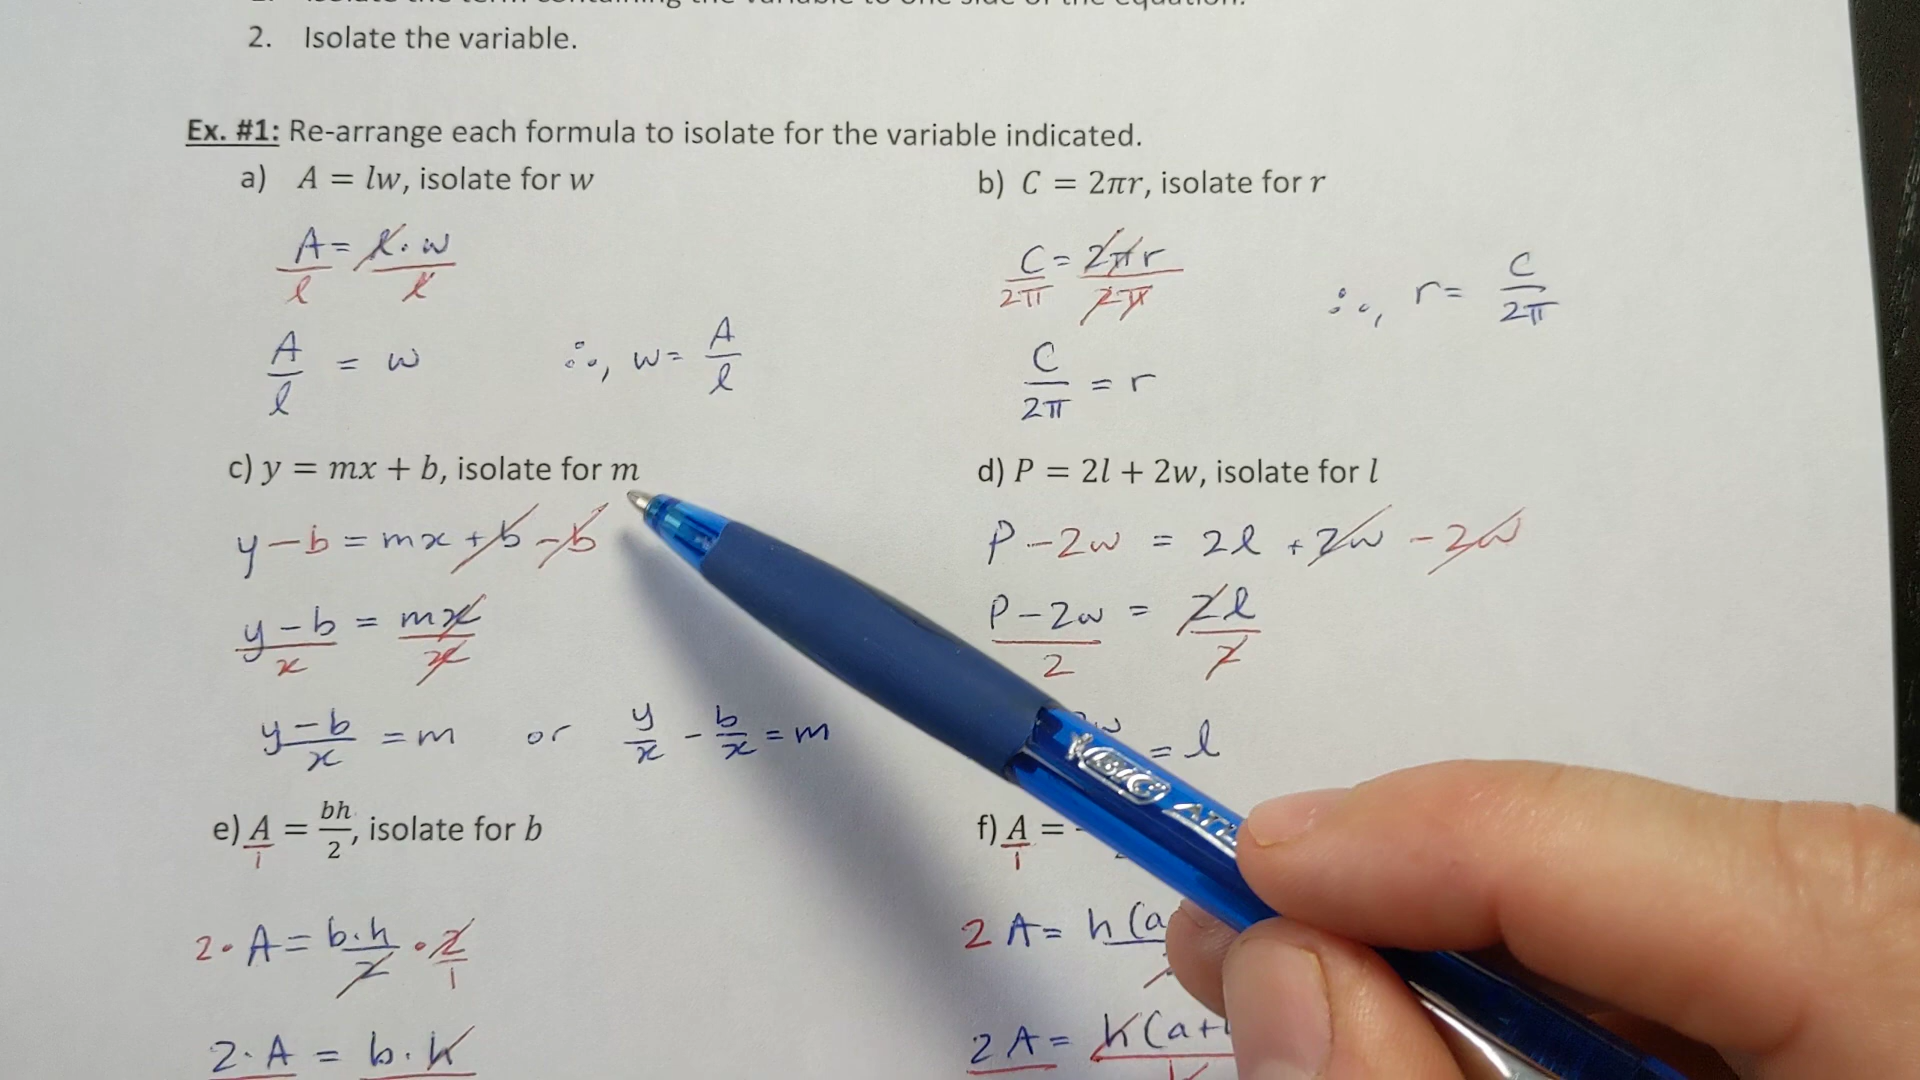 2. Isolate the variable.
Ex. #1: Re-arrange each formula to isolate for the variable indicated.
a) A = lw, isolate for w
A = l · w
l l
A/l = w ∴, w = A/l
b) C = 2πr, isolate for r
C = 2πr
2π 2π
∴, r = C/2π
C/2π = r
c) y = mx + b, isolate for m
y - b = mx + b - b
y - b = mx
x x
y - b/x = m or y/x - b/x = m
d) P = 2l + 2w, isolate for l
P - 2w = 2l + 2w - 2w
P - 2w = 2l
2 2
= l
e) A/1 = bh/2, isolate for b
2 · A = b · h/2 · 2/1
2 · A = b · h
f) A/1 =
2 A = h (a
2 A = h (a +
BIC